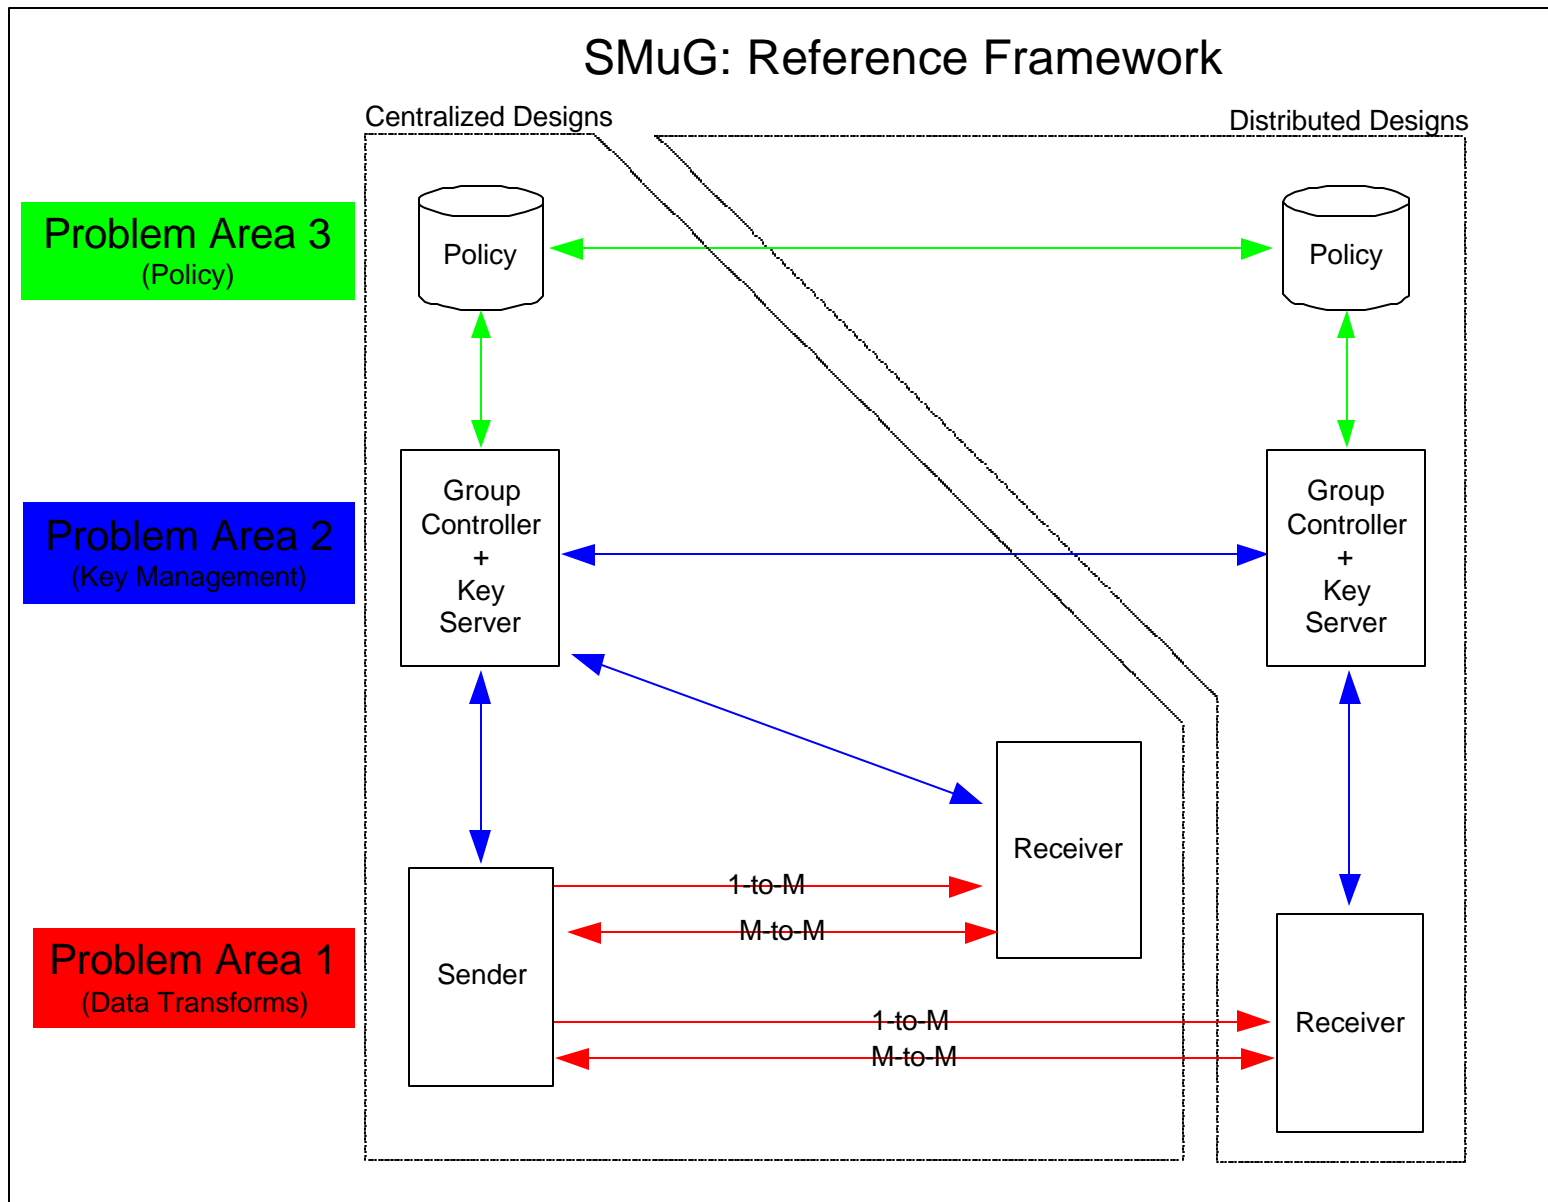 SMuG: Reference Framework
Centralized Designs
Distributed Designs
Problem Area 3
(Policy)
Policy
Policy
Problem Area 2
(Key Management)
Group
Controller
+
Key
Server
Group
Controller
+
Key
Server
Receiver
1-to-M
M-to-M
Problem Area 1
(Data Transforms)
Sender
1-to-M
M-to-M
Receiver